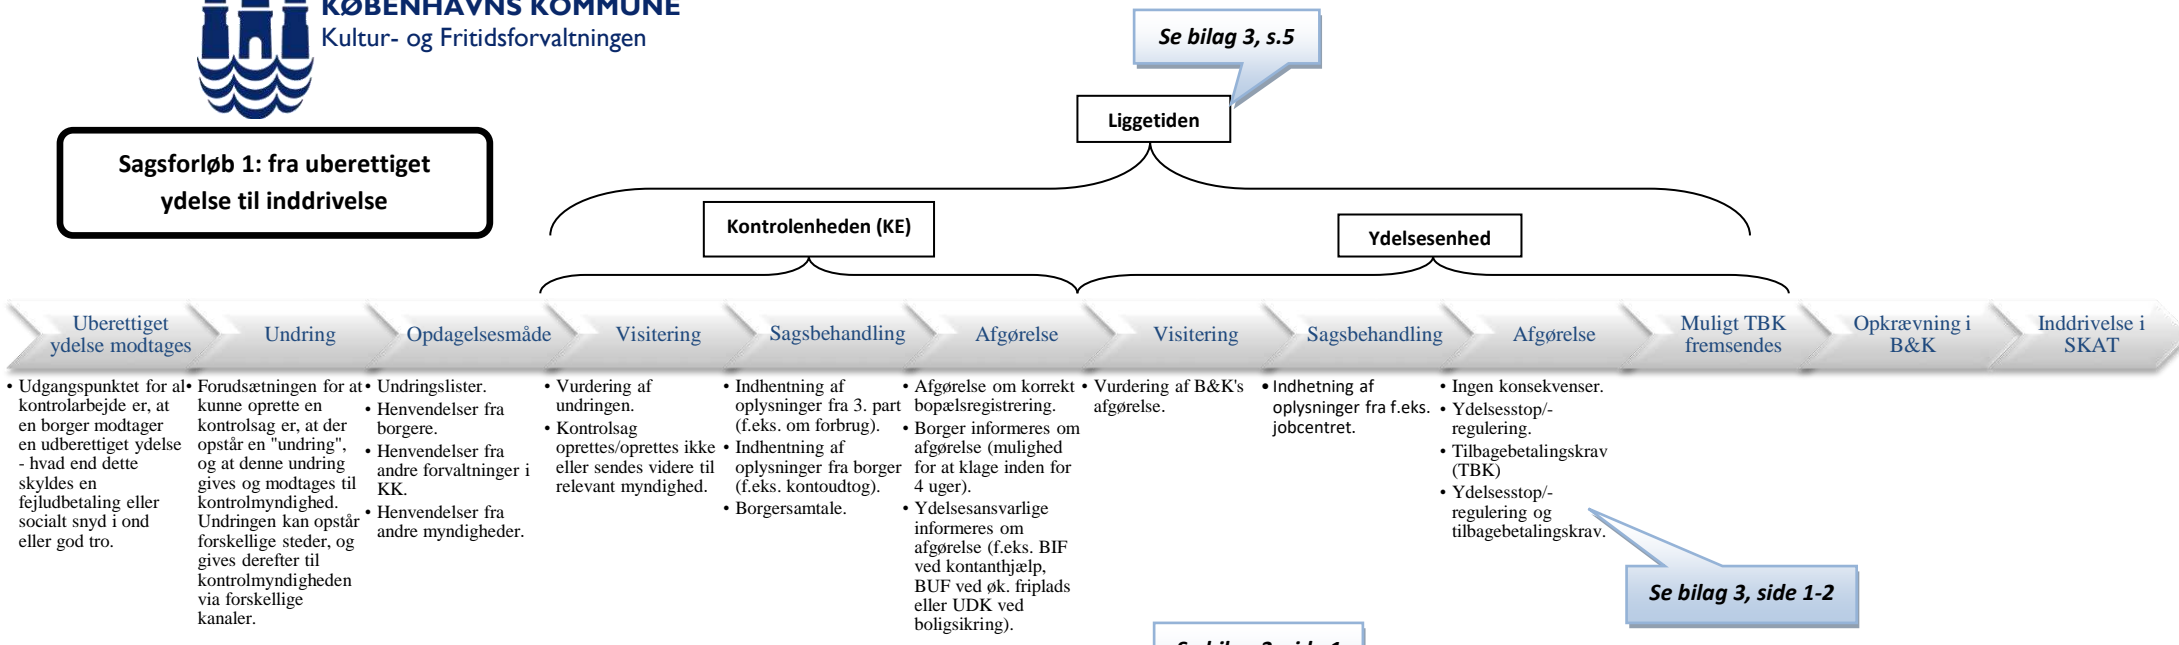 KØBENHAVNS KOMMUNE
Kultur- og Fritidsforvaltningen
Se bilag 3, s.5
Liggetiden
Sagsforløb 1: fra uberettiget
ydelse til inddrivelse
Kontrolenheden (KE)
Ydelsesenhed
Uberettiget
ydelse modtages
Undring
Opdagelsesmåde
Visitering
Sagsbehandling
Afgørelse
Visitering
Sagsbehandling
Afgørelse
Muligt TBK
fremsendes
Opkrævning i
B&K
Inddrivelse i
SKAT
• Udgangspunktet for al
kontrolarbejde er, at
en borger modtager
en udberettiget ydelse
- hvad end dette
skyldes en
fejludbetaling eller
socialt snyd i ond
eller god tro.
• Forudsætningen for at
kunne oprette en
kontrolsag er, at der
opstår en "undring",
og at denne undring
gives og modtages til
kontrolmyndighed.
Undringen kan opstår
forskellige steder, og
gives derefter til
kontrolmyndigheden
via forskellige
kanaler.
• Undringslister.
• Henvendelser fra
borgere.
• Henvendelser fra
andre forvaltninger i
KK.
• Henvendelser fra
andre myndigheder.
• Vurdering af
undringen.
• Kontrolsag
oprettes/oprettes ikke
eller sendes videre til
relevant myndighed.
• Indhentning af
oplysninger fra 3. part
(f.eks. om forbrug).
• Indhentning af
oplysninger fra borger
(f.eks. kontoudtog).
• Borgersamtale.
• Afgørelse om korrekt
bopælsregistrering.
• Borger informeres om
afgørelse (mulighed
for at klage inden for
4 uger).
• Ydelsesansvarlige
informeres om
afgørelse (f.eks. BIF
ved kontanthjælp,
BUF ved øk. friplads
eller UDK ved
boligsikring).
• Vurdering af B&K's
afgørelse.
• Indhetning af
oplysninger fra f.eks.
jobcentret.
• Ingen konsekvenser.
• Ydelsesstop/-
regulering.
• Tilbagebetalingskrav
(TBK)
• Ydelsesstop/-
regulering og
tilbagebetalingskrav.
Se bilag 3, side 1-2